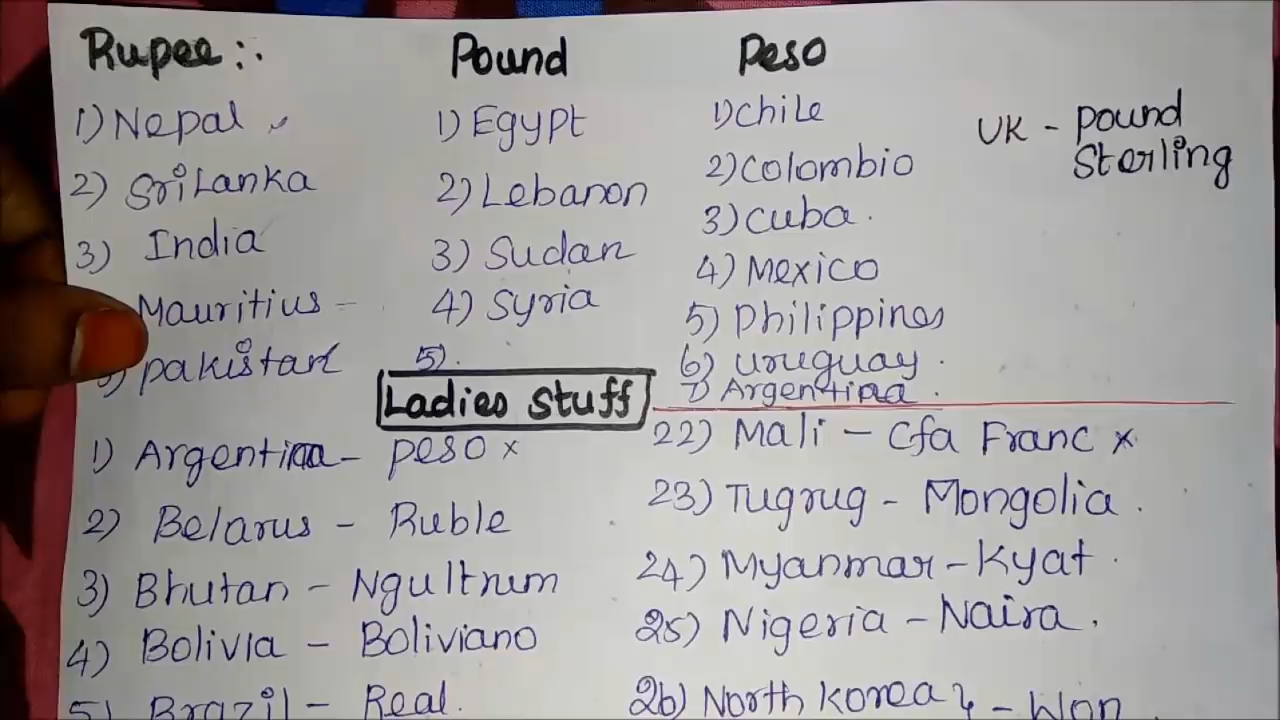 Rupee:.
1) Nepal
2) SriLanka
3) India
Mauritius -
5) pakistan
Pound
1) Egypt
2) Lebanon
3) Sudan
4) Syria
5).
Peso
1) chile
2) Colombio
3) Cuba.
4) Mexico
5) philippines
6) uruguay.
7) Argentina.
UK - pound
Sterling
Ladies stuff
1) Argentina - peso x
2) Belarus - Ruble
3) Bhutan - Ngultrum
4) Bolivia - Boliviano
5) Brazil - Real.
22) Mali - Cfa Franc x
23) Tugrug - Mongolia.
24) Myanmar - Kyat.
25) Nigeria - Naira.
26) North korea - Won